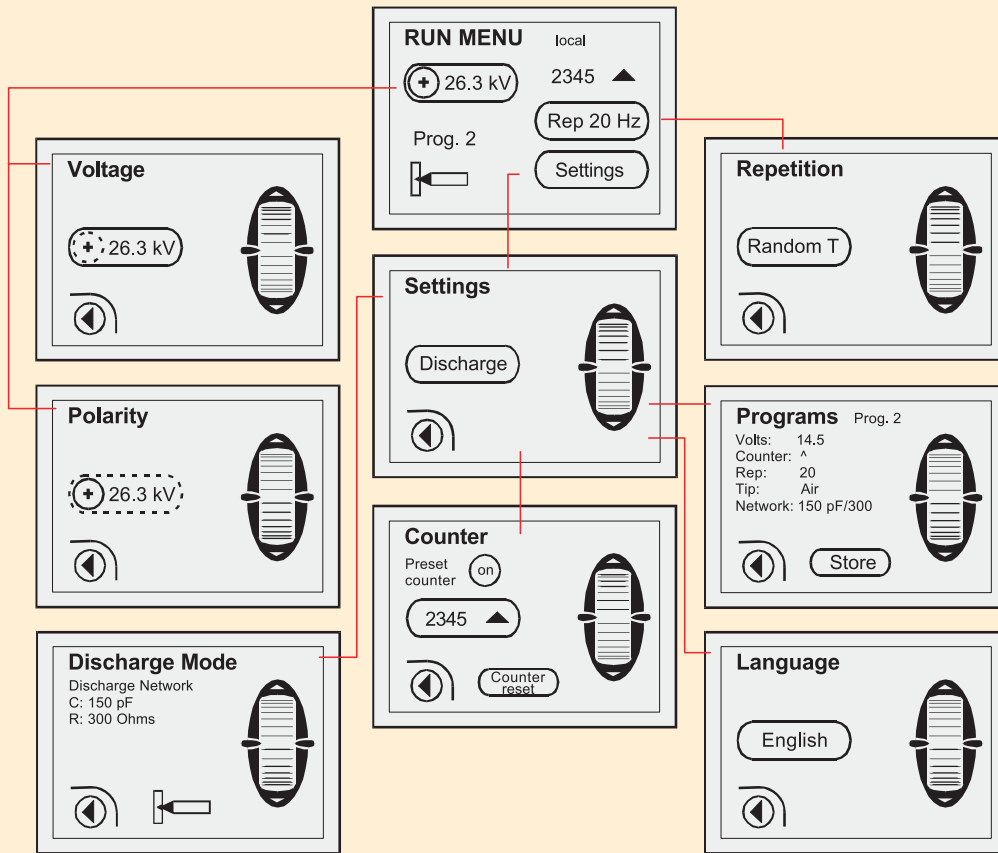 RUN MENU local
+ 26.3 kV 2345 ▲
Rep 20 Hz
Prog. 2
Settings
Voltage
+ 26.3 kV
Repetition
Random T
Settings
Discharge
Polarity
+ 26.3 kV
Programs Prog. 2
Volts: 14.5
Counter: ^
Rep: 20
Tip: Air
Network: 150 pF/300
Store
Counter
Preset
counter
on
2345 ▲
Counter
reset
Discharge Mode
Discharge Network
C: 150 pF
R: 300 Ohms
Language
English